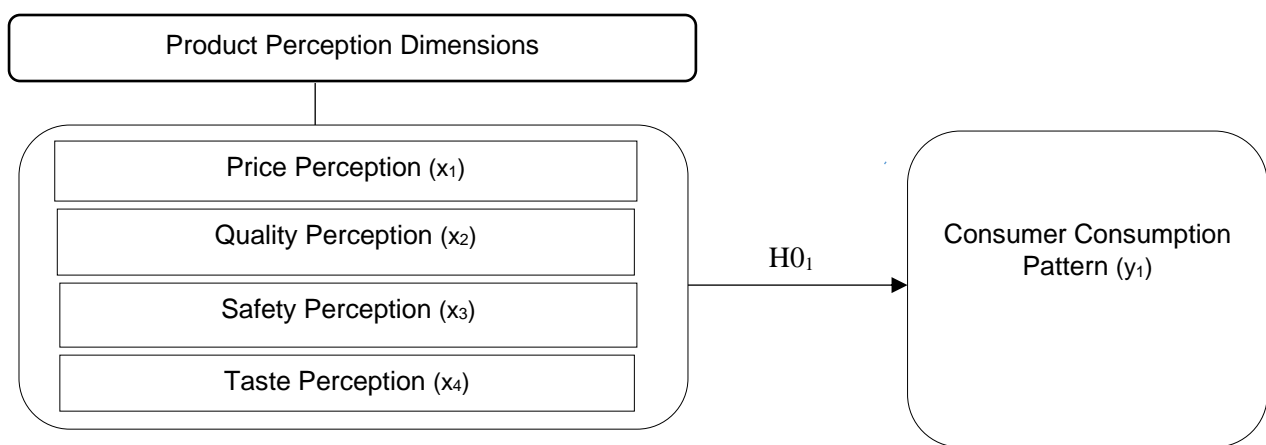 Product Perception Dimensions
Price Perception (x₁)
Quality Perception (x₂)
Safety Perception (x₃)
Taste Perception (x₄)
H0₁
Consumer Consumption
Pattern (y₁)